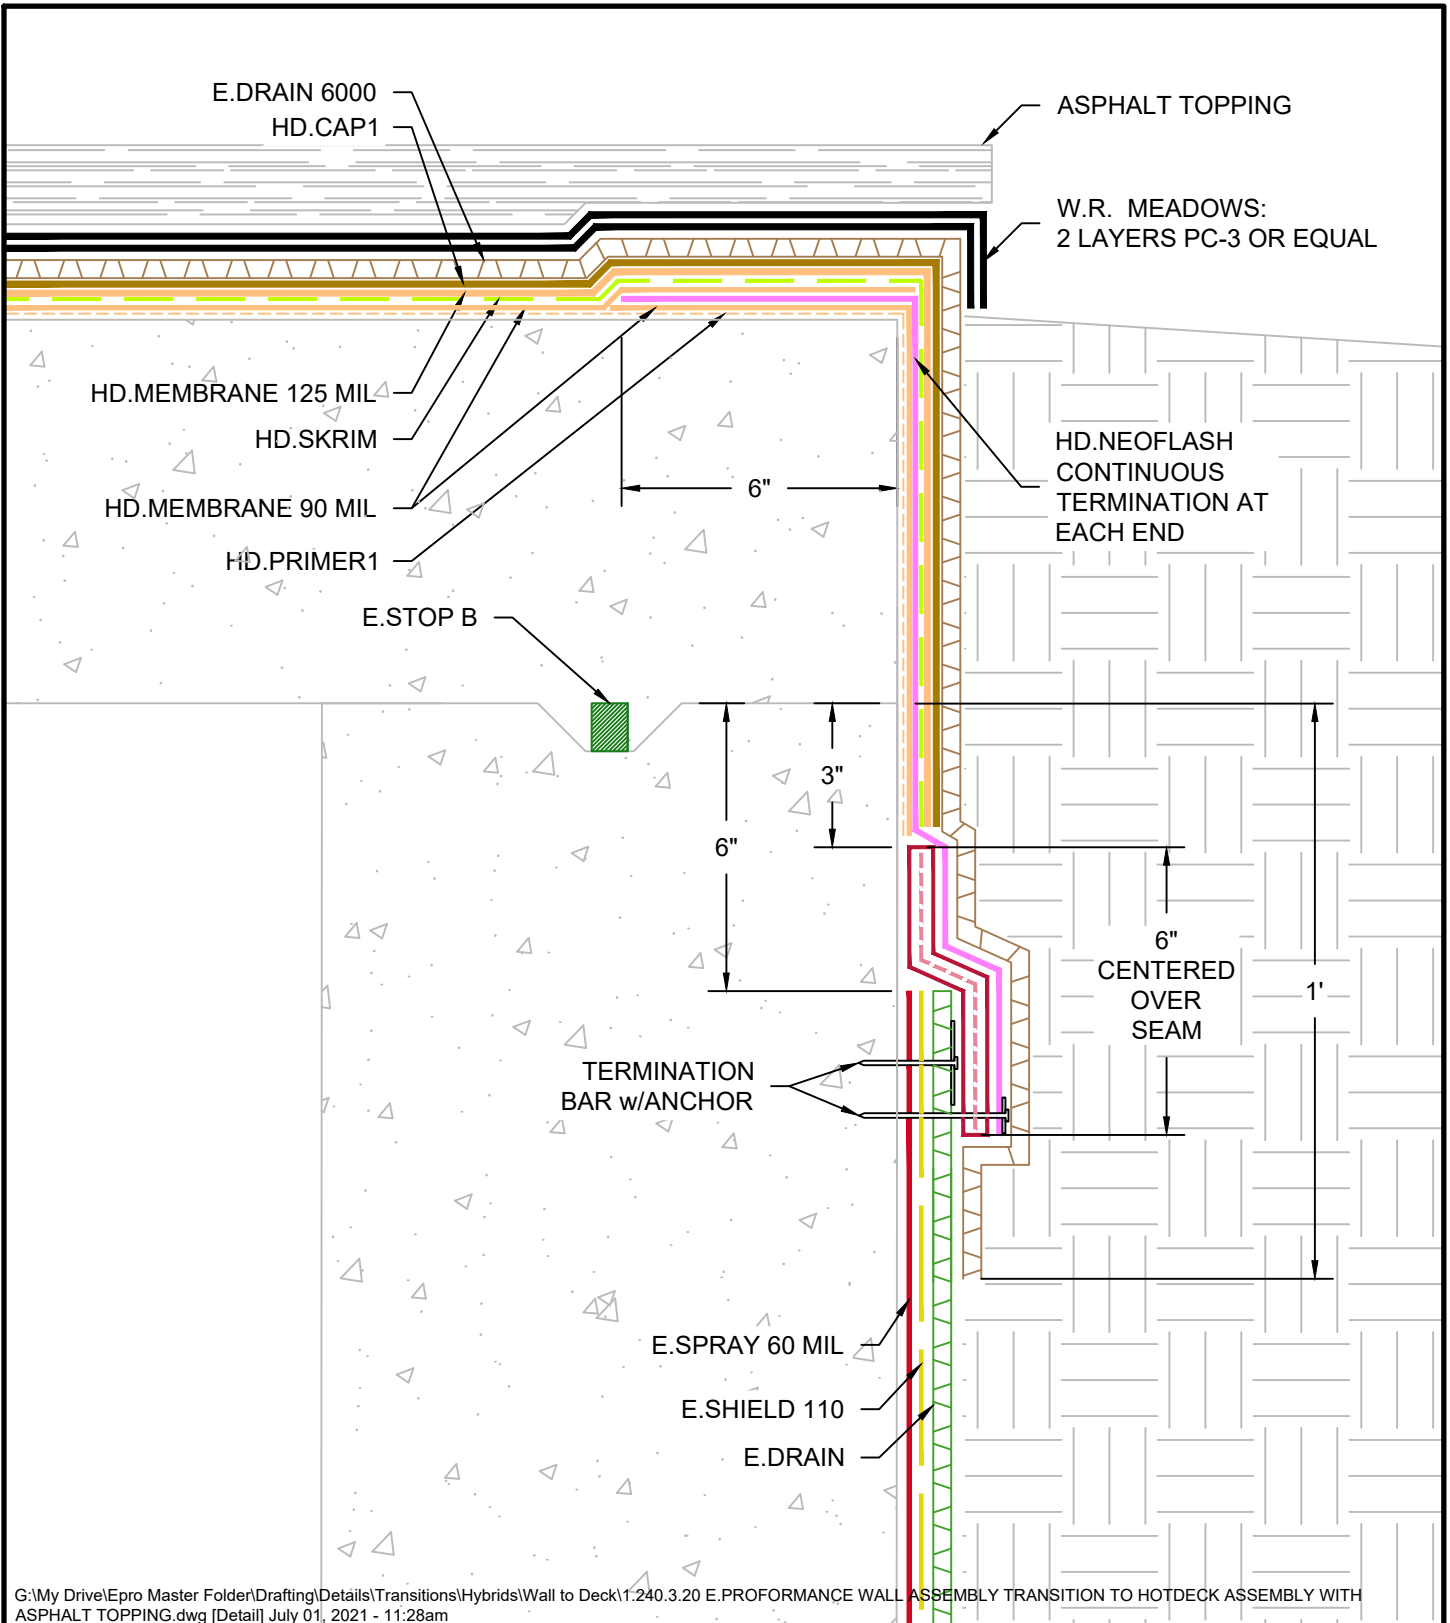 E.DRAIN 6000
HD.CAP1
ASPHALT TOPPING
W.R. MEADOWS:
2 LAYERS PC-3 OR EQUAL
HD.MEMBRANE 125 MIL
HD.SKRIM
HD.MEMBRANE 90 MIL
HD.PRIMER1
6"
HD.NEOFLASH
CONTINUOUS
TERMINATION AT
EACH END
E.STOP B
3"
6"
6"
CENTERED
OVER
SEAM
1'
TERMINATION
BAR w/ANCHOR
E.SPRAY 60 MIL
E.SHIELD 110
E.DRAIN
G:\My Drive\Epro Master Folder\Drafting\Details\Transitions\Hybrids\Wall to Deck\1.240.3.20 E.PROFORMANCE WALL ASSEMBLY TRANSITION TO HOTDECK ASSEMBLY WITH
ASPHALT TOPPING.dwg [Detail] July 01, 2021 - 11:28am